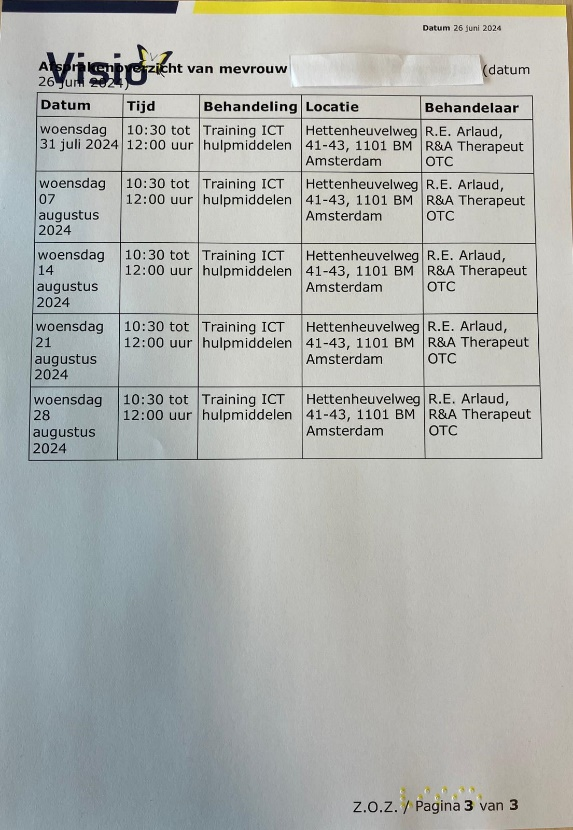 Datum 26 juni 2024
Visio
Afsprakenoverzicht van mevrouw (datum
26 juni 2024)
Datum Tijd Behandeling Locatie Behandelaar
woensdag 10:30 tot Training ICT Hettenheuvelweg R.E. Arlaud,
31 juli 2024 12:00 uur hulpmiddelen 41-43, 1101 BM R&A Therapeut
Amsterdam OTC
woensdag 10:30 tot Training ICT Hettenheuvelweg R.E. Arlaud,
07 12:00 uur hulpmiddelen 41-43, 1101 BM R&A Therapeut
augustus Amsterdam OTC
2024
woensdag 10:30 tot Training ICT Hettenheuvelweg R.E. Arlaud,
14 12:00 uur hulpmiddelen 41-43, 1101 BM R&A Therapeut
augustus Amsterdam OTC
2024
woensdag 10:30 tot Training ICT Hettenheuvelweg R.E. Arlaud,
21 12:00 uur hulpmiddelen 41-43, 1101 BM R&A Therapeut
augustus Amsterdam OTC
2024
woensdag 10:30 tot Training ICT Hettenheuvelweg R.E. Arlaud,
28 12:00 uur hulpmiddelen 41-43, 1101 BM R&A Therapeut
augustus Amsterdam OTC
2024
Z.O.Z. / Pagina 3 van 3